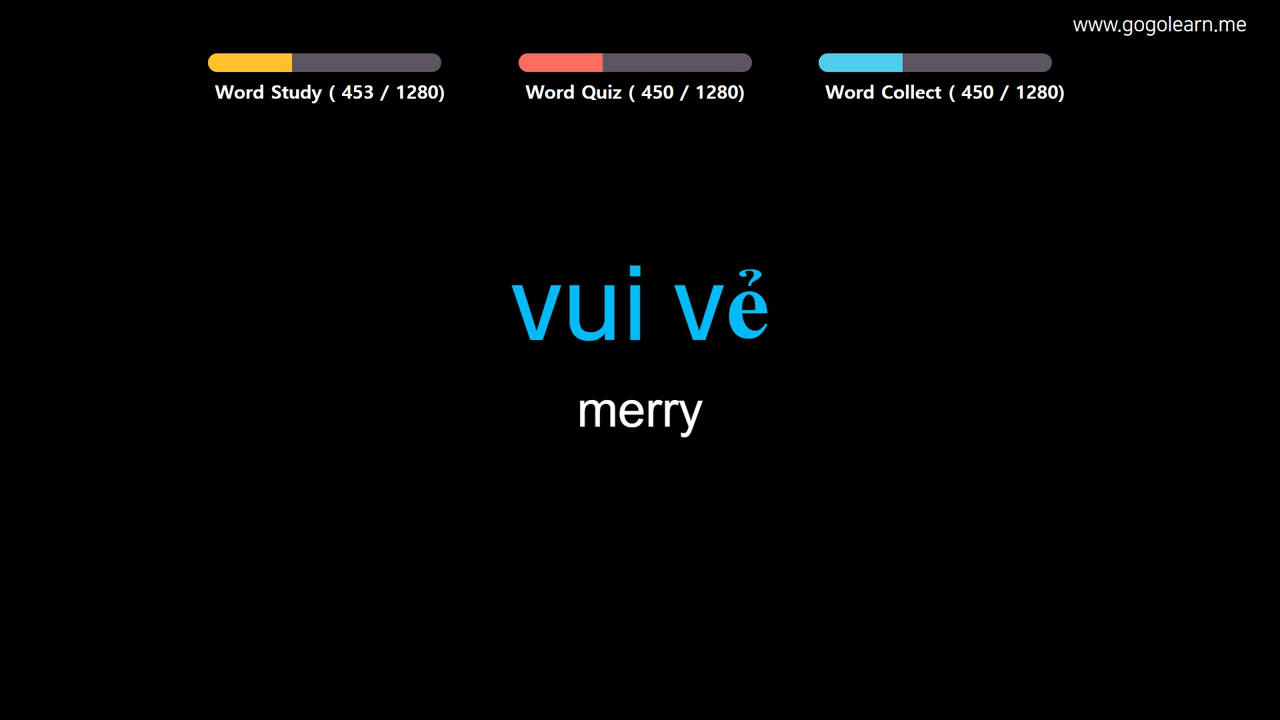 www.gogolearn.me
Word Study ( 453 / 1280)
Word Quiz ( 450 / 1280)
Word Collect ( 450 / 1280)
vui vẻ
merry